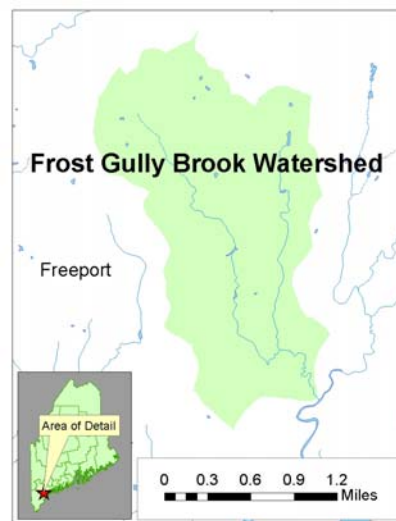 Frost Gully Brook Watershed
Freeport
Area of Detail
0 0.3 0.6 0.9 1.2
Miles